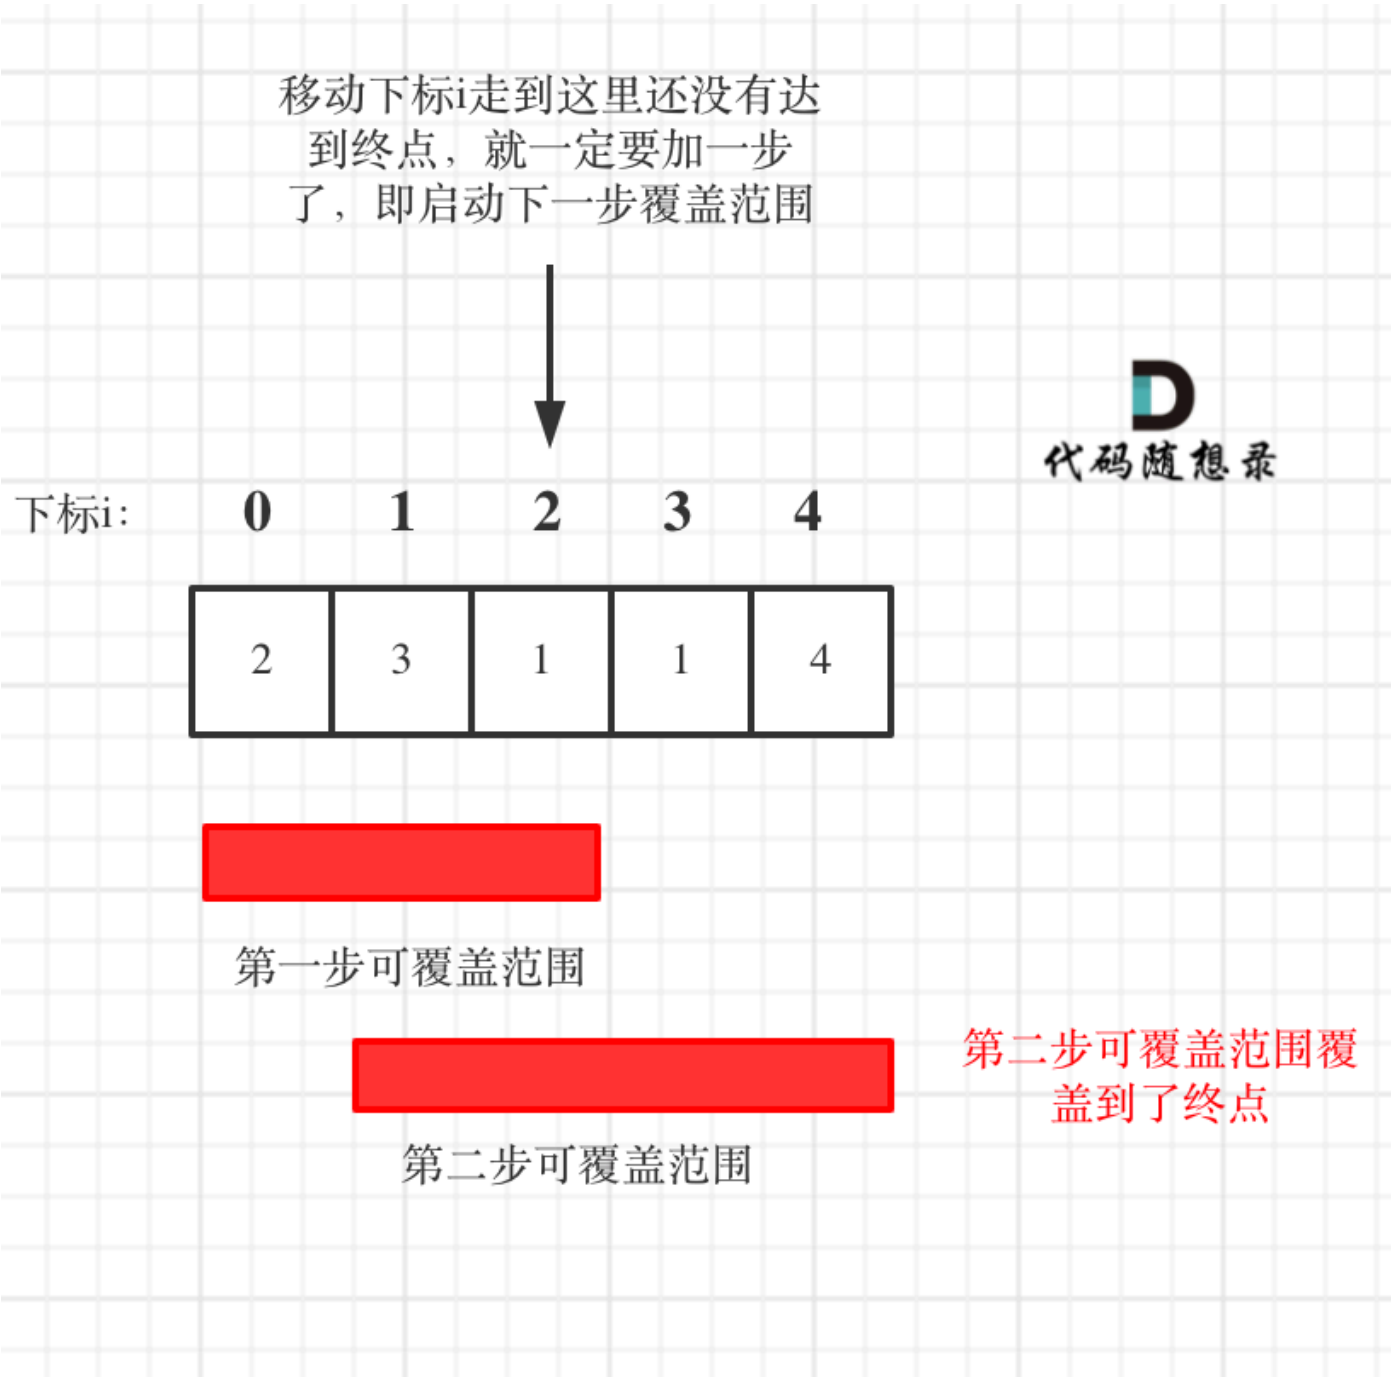 移动下标i走到这里还没有达
到终点，就一定要加一步
了，即启动下一步覆盖范围
代码随想录
下标i：
0 1 2 3 4
2 3 1 1 4
第一步可覆盖范围
第二步可覆盖范围覆
盖到了终点
第二步可覆盖范围